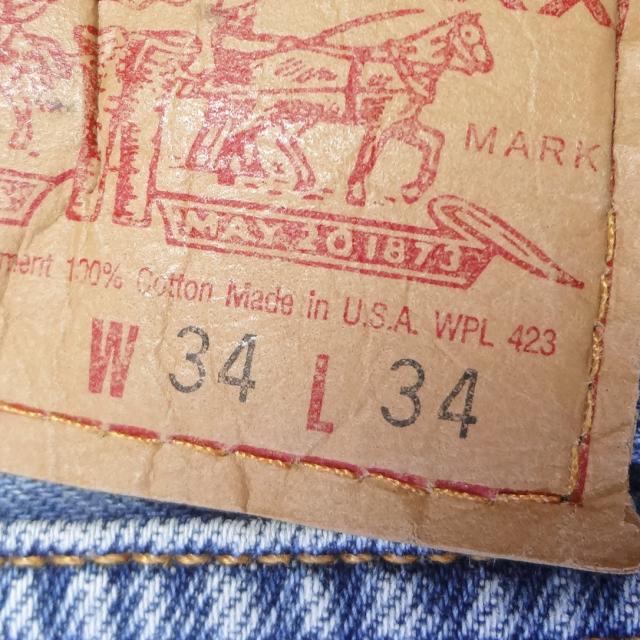 MARK
MAY 20 1873
ment 100% Cotton Made in U.S.A. WPL 423
W 34 L 34